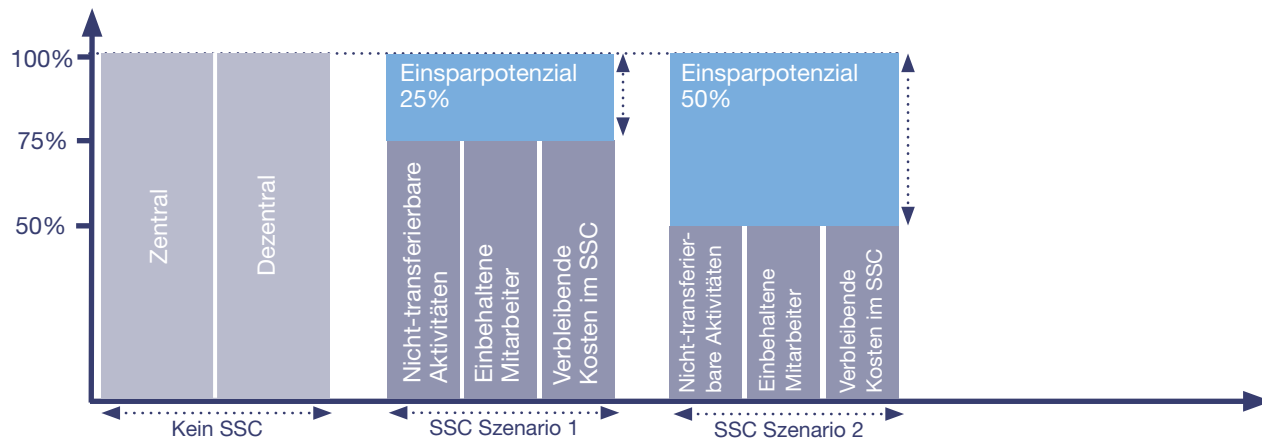 100%
75%
50%
Zentral
Dezentral
Kein SSC
Einsparpotenzial
25%
Nicht-transferierbare
Aktivitäten
Einbehaltene
Mitarbeiter
Verbleibende
Kosten im SSC
SSC Szenario 1
Einsparpotenzial
50%
Nicht-transferier-
bare Aktivitäten
Einbehaltene
Mitarbeiter
Verbleibende
Kosten im SSC
SSC Szenario 2